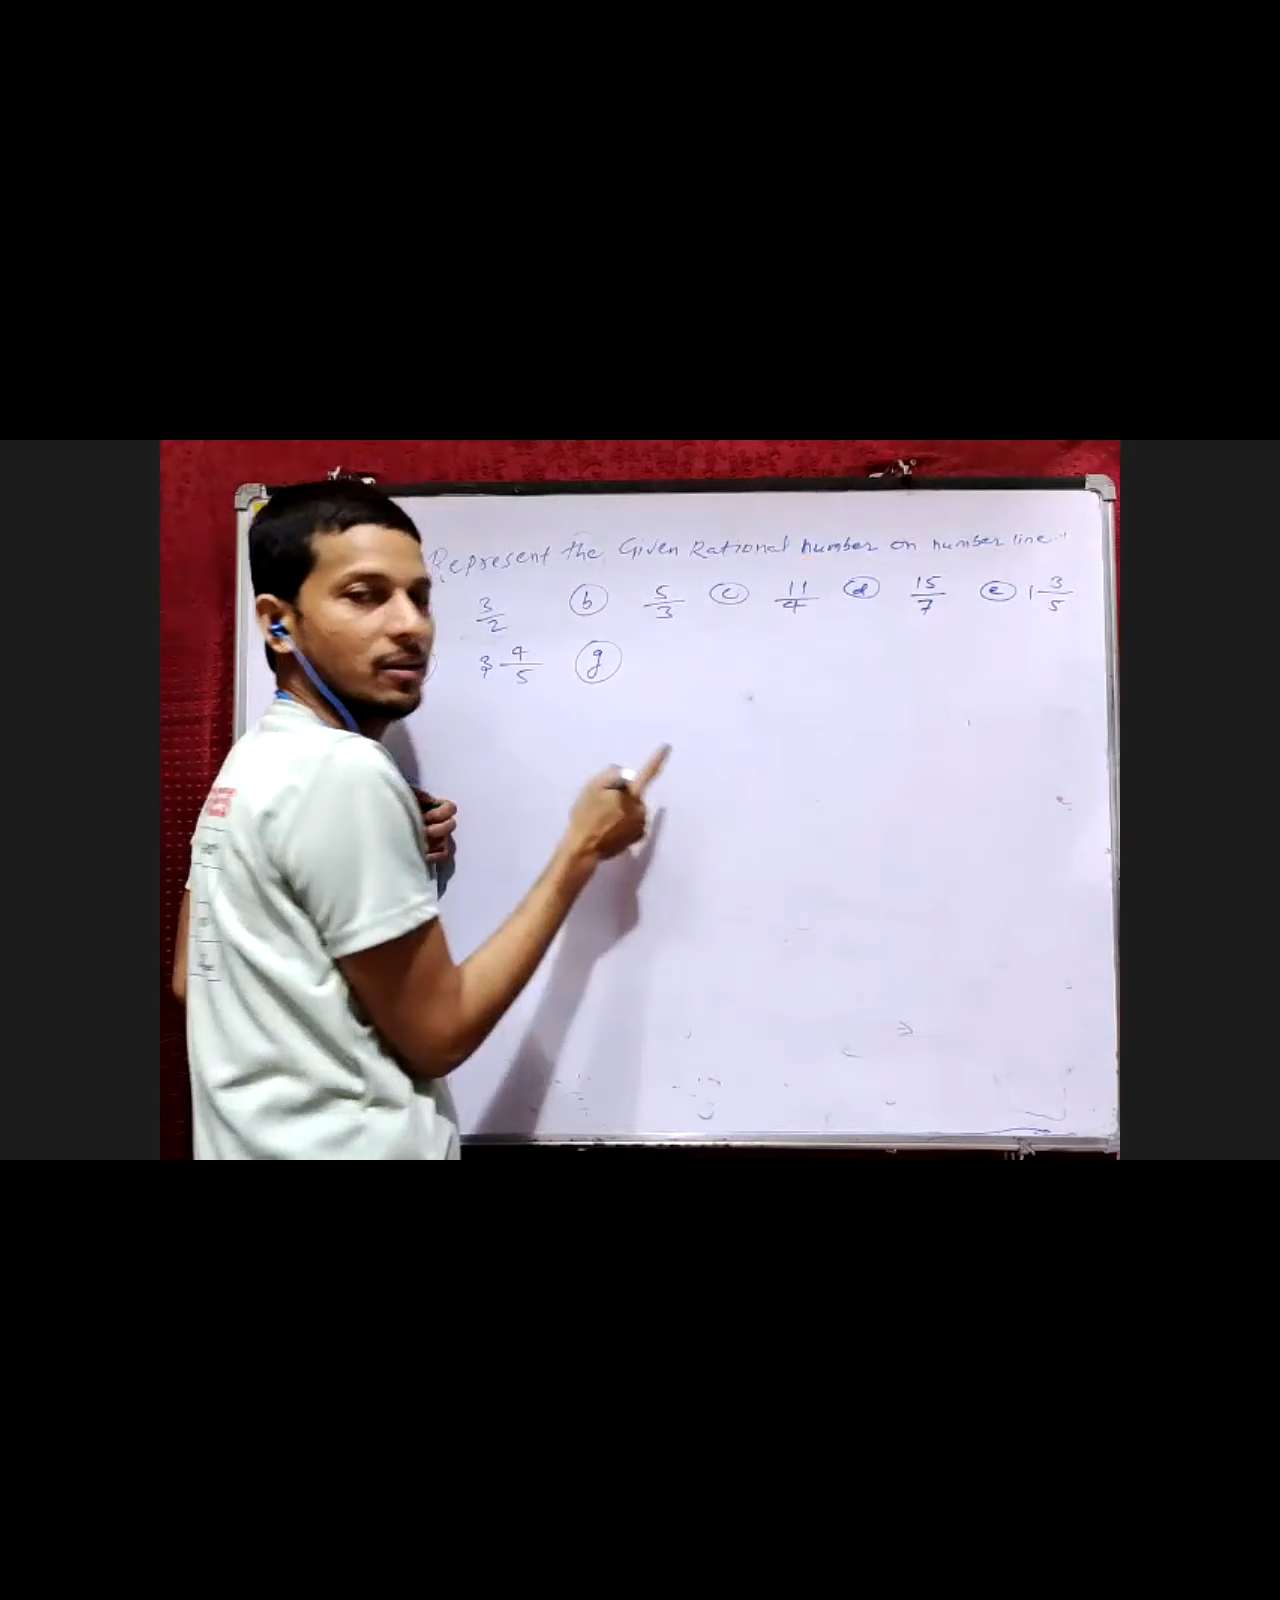 Represent the Given Rational number on number line."
3/2 (b) 5/3 (c) 11/4 (d) 15/7 (e) 1 3/5
4/5 (g)